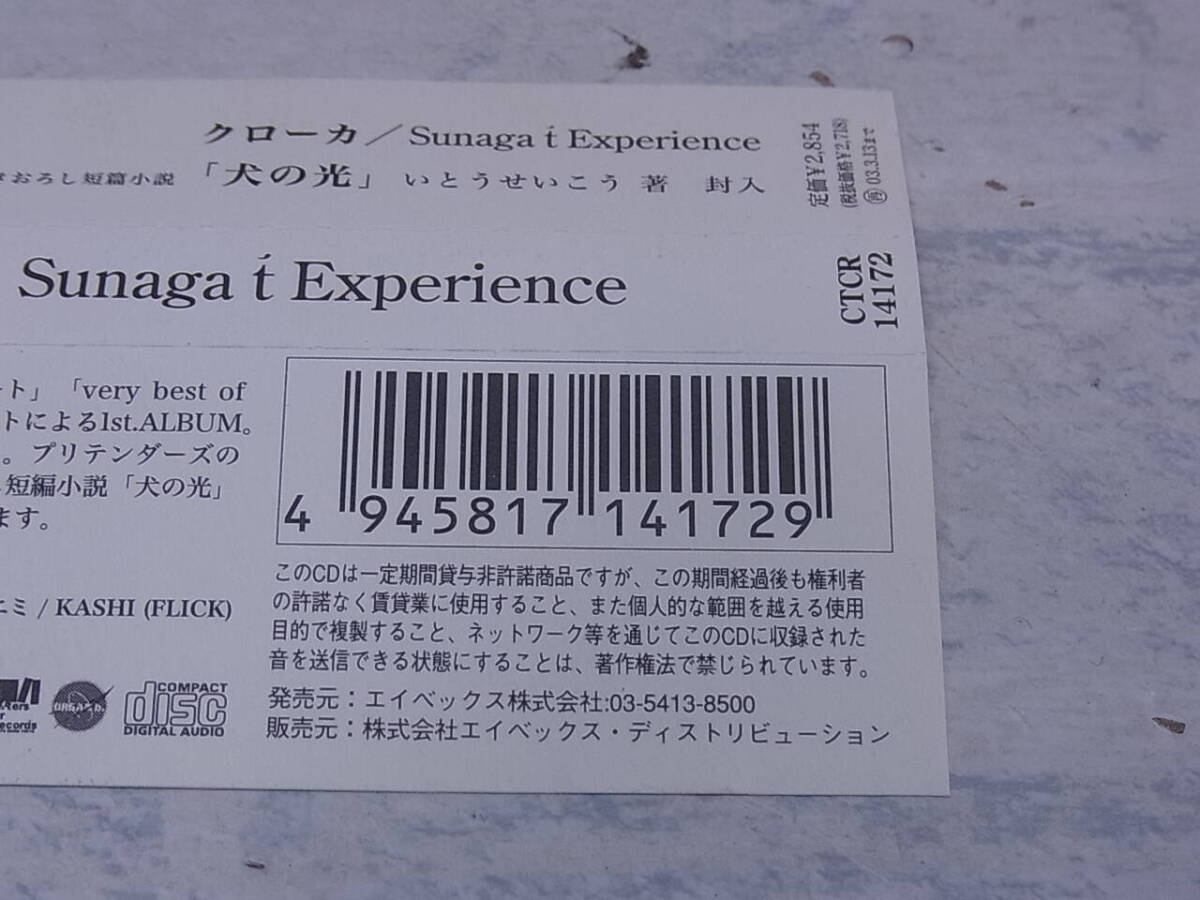 クローカ／Sunaga t́ Experience
おろし短篇小説 「犬の光」 いとうせいこう 著 封入
定価¥2,854
(税抜価格¥2,718)
再 03.3.13まで
Sunaga t́ Experience
CTCR
14172
ート」「very best of
トによる1st.ALBUM。
。プリテンダーズの
短編小説「犬の光」
ます。
エミ / KASHI (FLICK)
4 945817 141729
このCDは一定期間貸与非許諾商品ですが、この期間経過後も権利者
の許諾なく賃貸業に使用すること、また個人的な範囲を越える使用
目的で複製すること、ネットワーク等を通じてこのCDに収録された
音を送信できる状態にすることは、著作権法で禁じられています。
COMPACT
disc
DIGITAL AUDIO
発売元：エイベックス株式会社:03-5413-8500
販売元：株式会社エイベックス・ディストリビューション